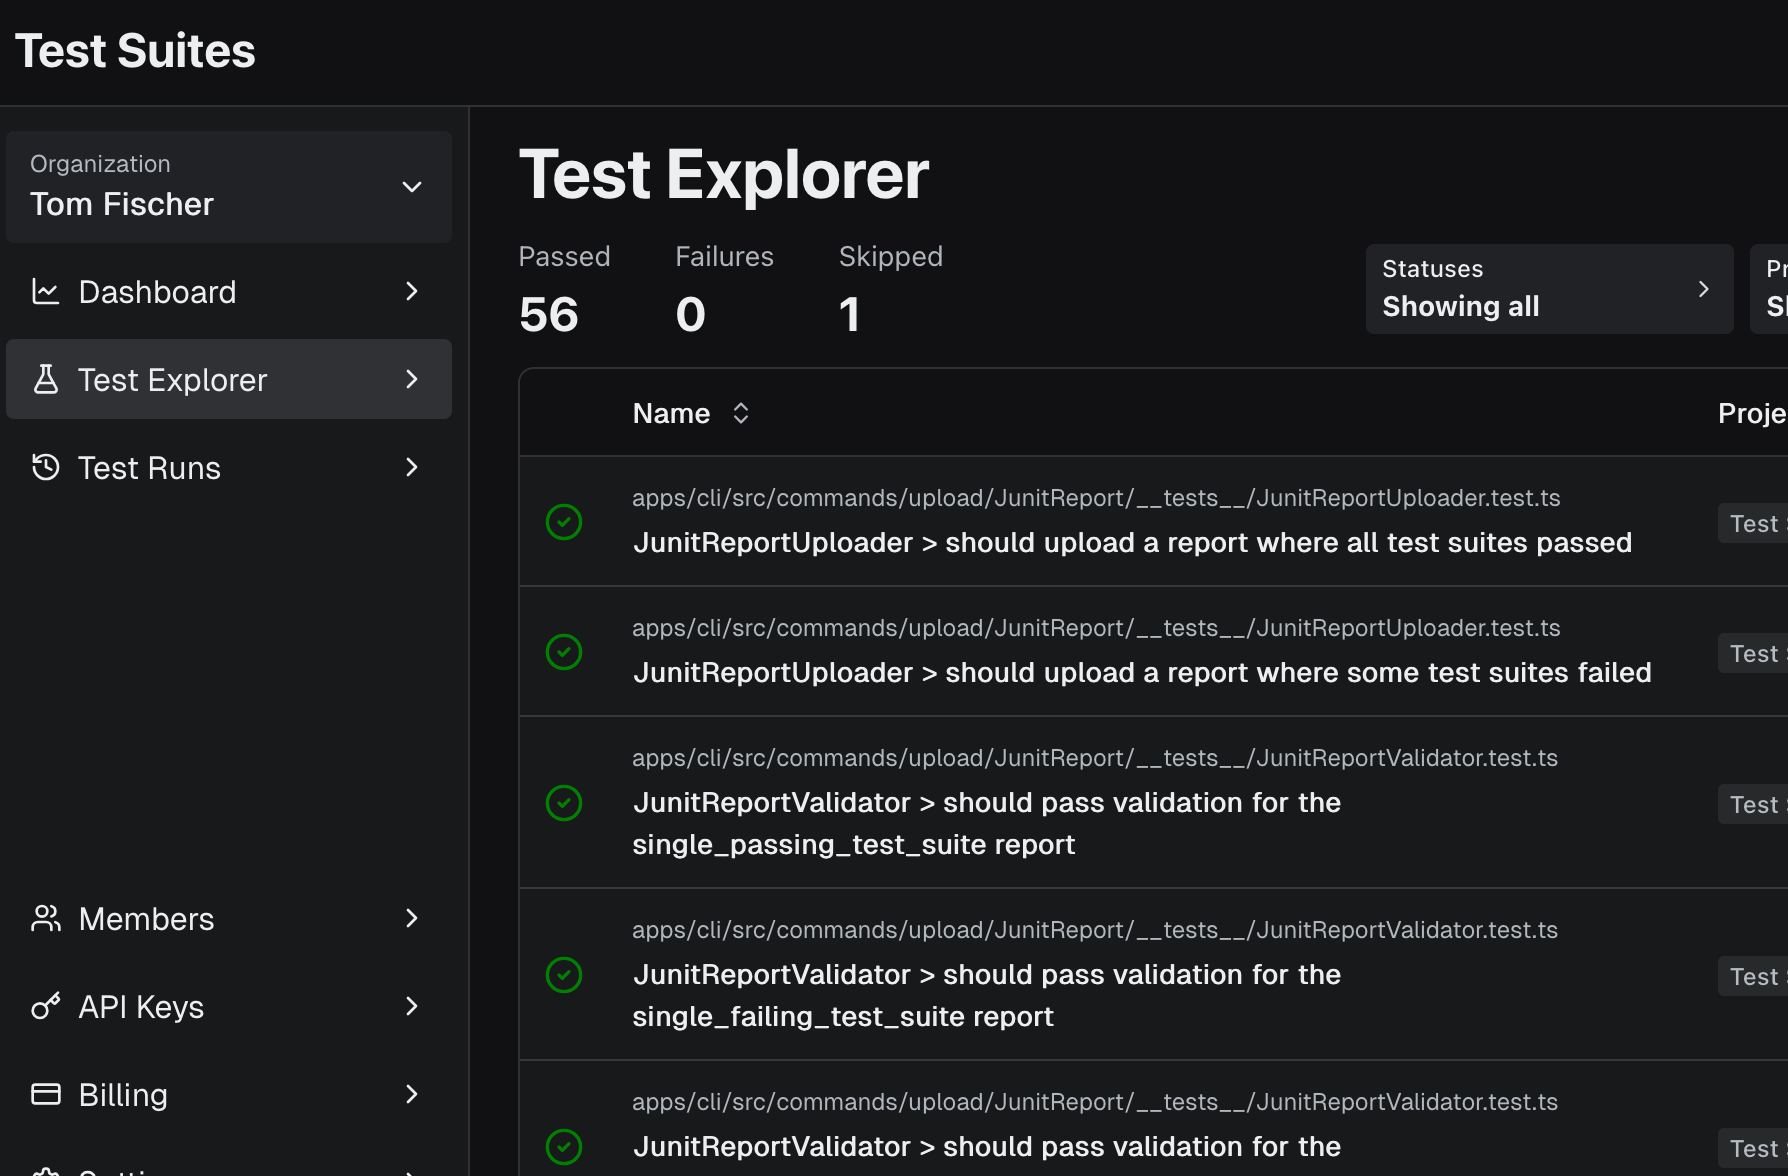 Test Suites
Organization
Tom Fischer
Dashboard
Test Explorer
Test Runs
Members
API Keys
Billing
Test Explorer
Passed
56
Failures
0
Skipped
1
Statuses
Showing all
Name
apps/cli/src/commands/upload/JunitReport/__tests__/JunitReportUploader.test.ts
JunitReportUploader > should upload a report where all test suites passed
Test
apps/cli/src/commands/upload/JunitReport/__tests__/JunitReportUploader.test.ts
JunitReportUploader > should upload a report where some test suites failed
Test
apps/cli/src/commands/upload/JunitReport/__tests__/JunitReportValidator.test.ts
JunitReportValidator > should pass validation for the
single_passing_test_suite report
Test
apps/cli/src/commands/upload/JunitReport/__tests__/JunitReportValidator.test.ts
JunitReportValidator > should pass validation for the
single_failing_test_suite report
Test
apps/cli/src/commands/upload/JunitReport/__tests__/JunitReportValidator.test.ts
JunitReportValidator > should pass validation for the
Test